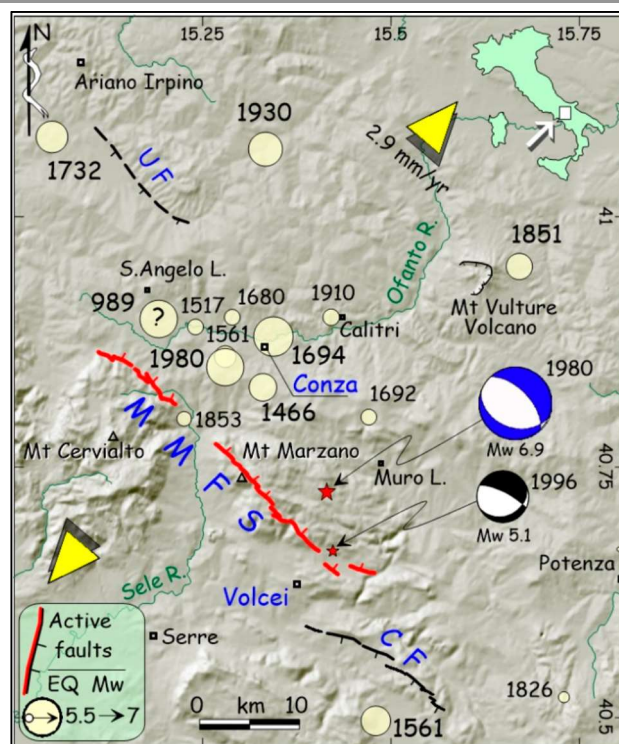 N
15.25
15.5
15.75
Ariano Irpino
1930
1732
UF
2.9 mm/yr
41
1851
S.Angelo L.
Ofanto R.
989
?
1517
1680
1910
Mt Vulture
Volcano
1561
Calitri
1980
1694
Conza
1466
1692
1980
MMFS
1853
Mt Cervialto
Mt Marzano
Mw 6.9
40.75
Muro L.
1996
Mw 5.1
Potenza
Sele R.
Volcei
Active
faults
Serre
CF
EQ Mw
5.5→7
0 km 10
1561
1826
40.5